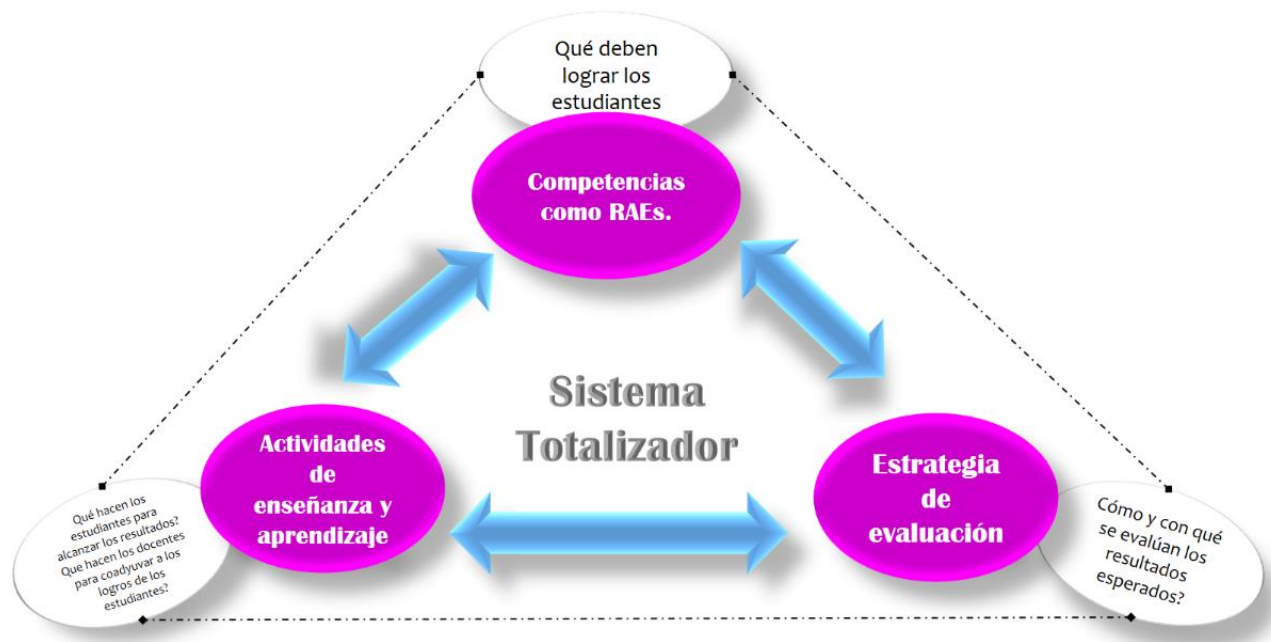 Qué deben
lograr los
estudiantes
Competencias
como RAEs.
Sistema
Totalizador
Actividades
de
enseñanza y
aprendizaje
Qué hacen los
estudiantes para
alcanzar los resultados?
Que hacen los docentes
para coadyuvar a los
logros de los
estudiantes?
Estrategia
de
evaluación
Cómo y con qué
se evalúan los
resultados
esperados?